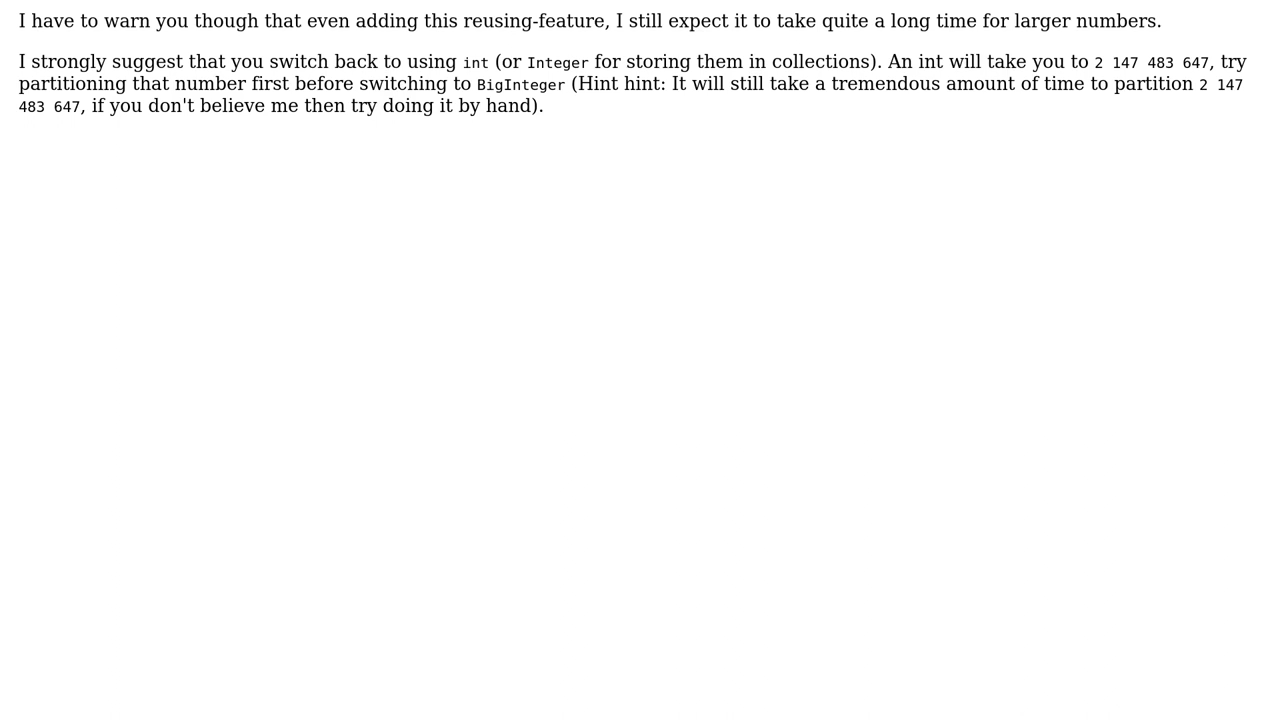 I have to warn you though that even adding this reusing-feature, I still expect it to take quite a long time for larger numbers.
I strongly suggest that you switch back to using int (or Integer for storing them in collections). An int will take you to 2 147 483 647, try
partitioning that number first before switching to BigInteger (Hint hint: It will still take a tremendous amount of time to partition 2 147
483 647, if you don't believe me then try doing it by hand).